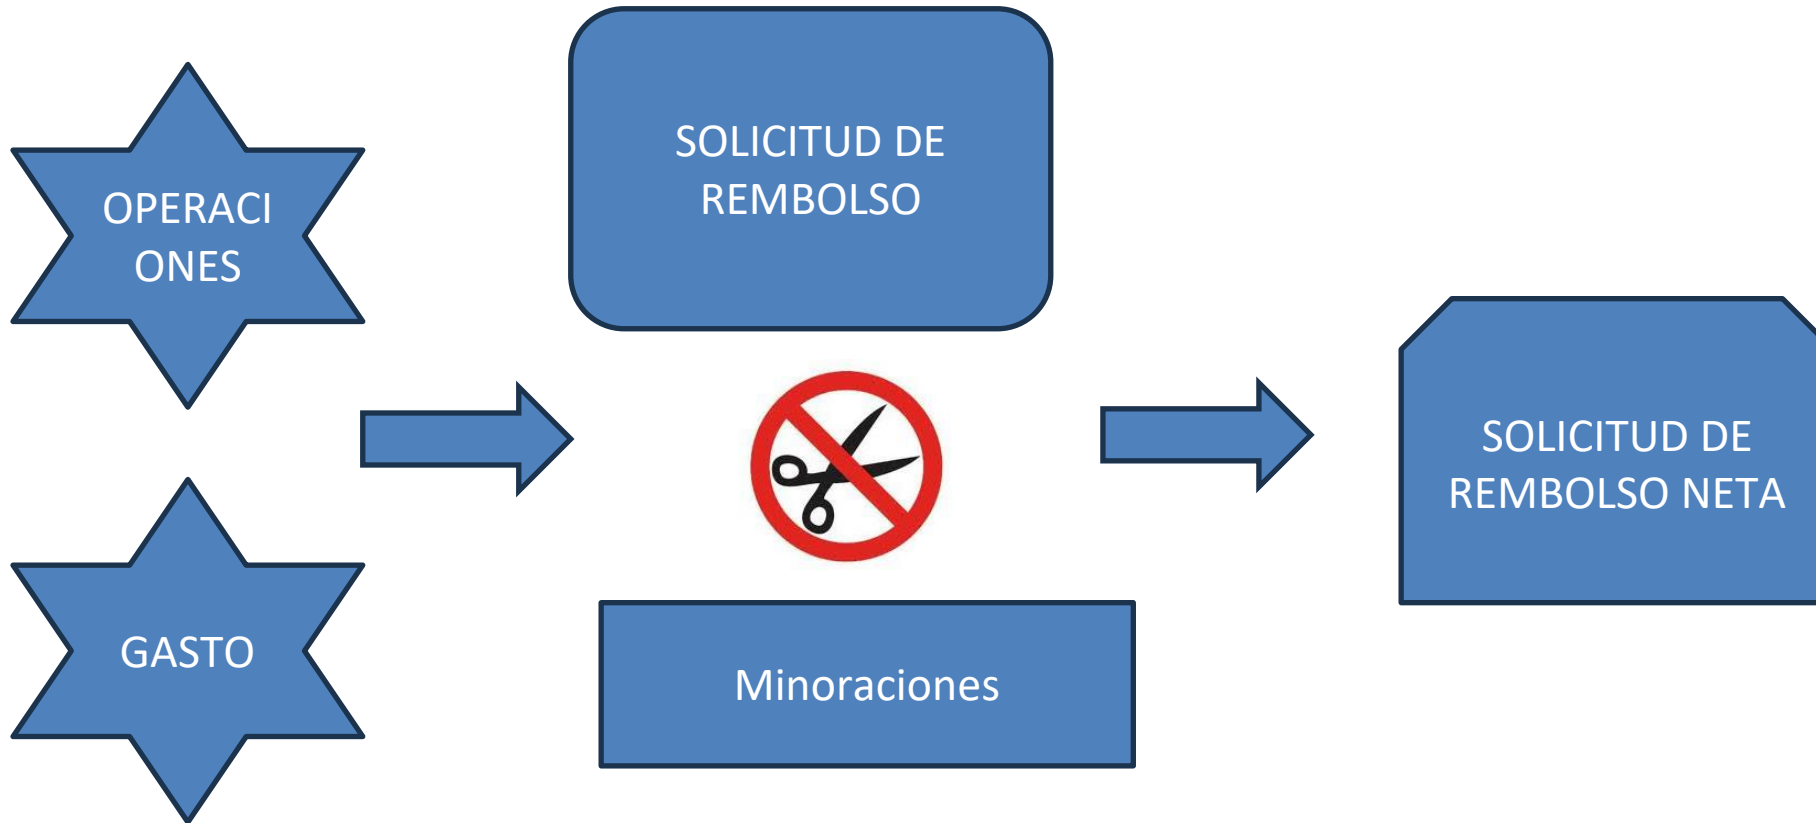 OPERACI
ONES
GASTO
SOLICITUD DE
REMBOLSO
Minoraciones
SOLICITUD DE
REMBOLSO NETA